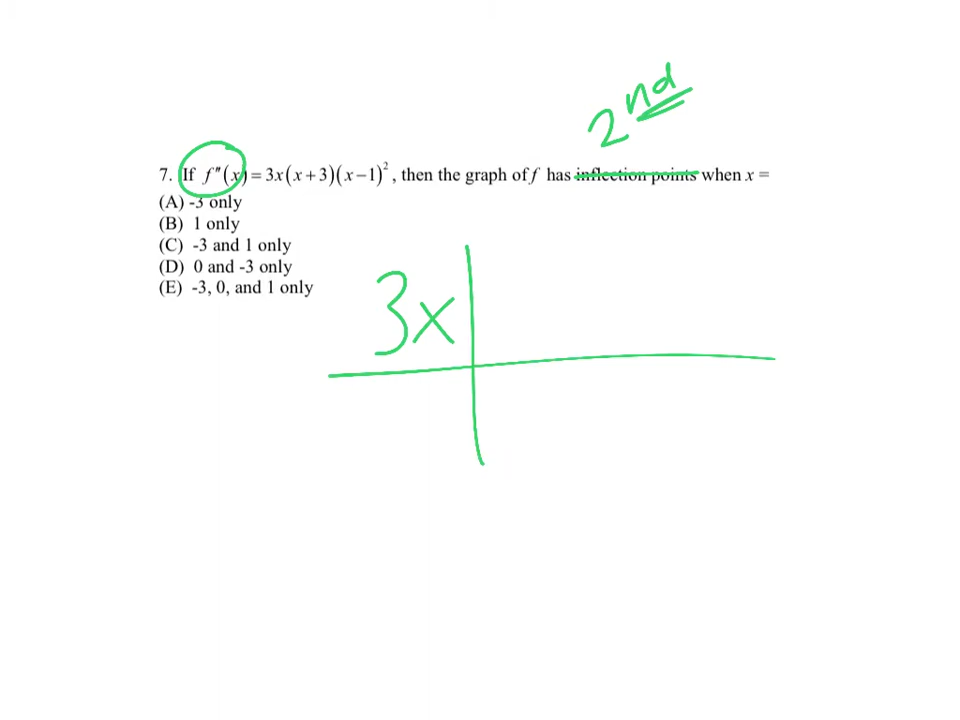 2nd
7. If f"(x) = 3x(x+3)(x−1)², then the graph of f has inflection points when x =
(A) -3 only
(B) 1 only
(C) -3 and 1 only
(D) 0 and -3 only
(E) -3, 0, and 1 only
3x